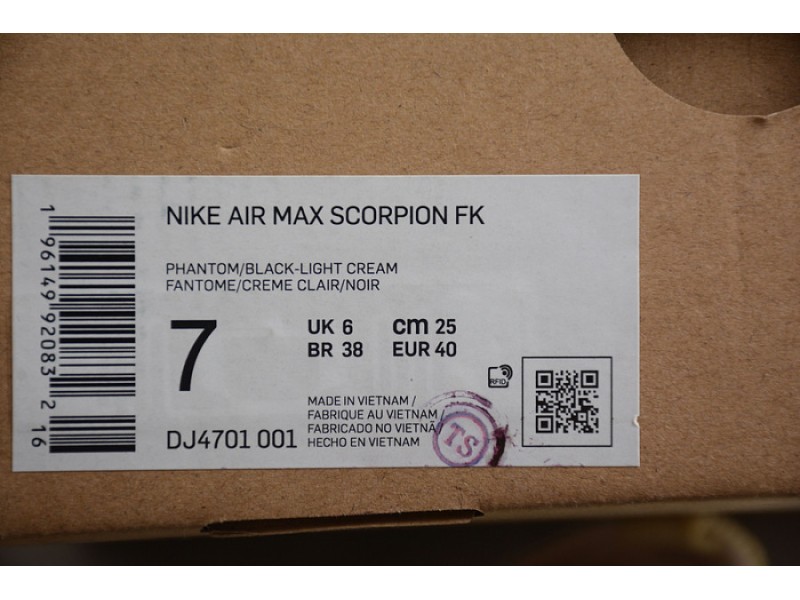 NIKE AIR MAX SCORPION FK
PHANTOM/BLACK-LIGHT CREAM
FANTOME/CREME CLAIR/NOIR
7
UK 6 cm 25
BR 38 EUR 40
RFID
MADE IN VIETNAM /
FABRIQUE AU VIETNAM /
FABRICADO NO VIETNÃ/
HECHO EN VIETNAM
DJ4701 001
TS
1 96149 92083 2 16